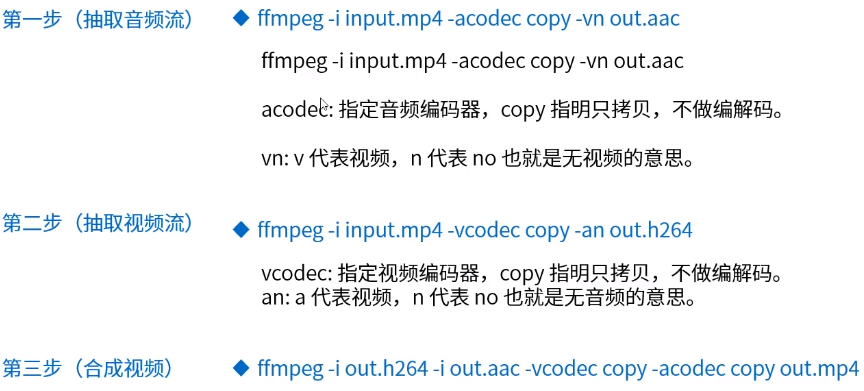 第一步（抽取音频流） ◆ ffmpeg -i input.mp4 -acodec copy -vn out.aac
ffmpeg -i input.mp4 -acodec copy -vn out.aac
acodec: 指定音频编码器，copy 指明只拷贝，不做编解码。
vn: v 代表视频，n 代表 no 也就是无视频的意思。
第二步（抽取视频流） ◆ ffmpeg -i input.mp4 -vcodec copy -an out.h264
vcodec: 指定视频编码器，copy 指明只拷贝，不做编解码。
an: a 代表视频，n 代表 no 也就是无音频的意思。
第三步（合成视频） ◆ ffmpeg -i out.h264 -i out.aac -vcodec copy -acodec copy out.mp4